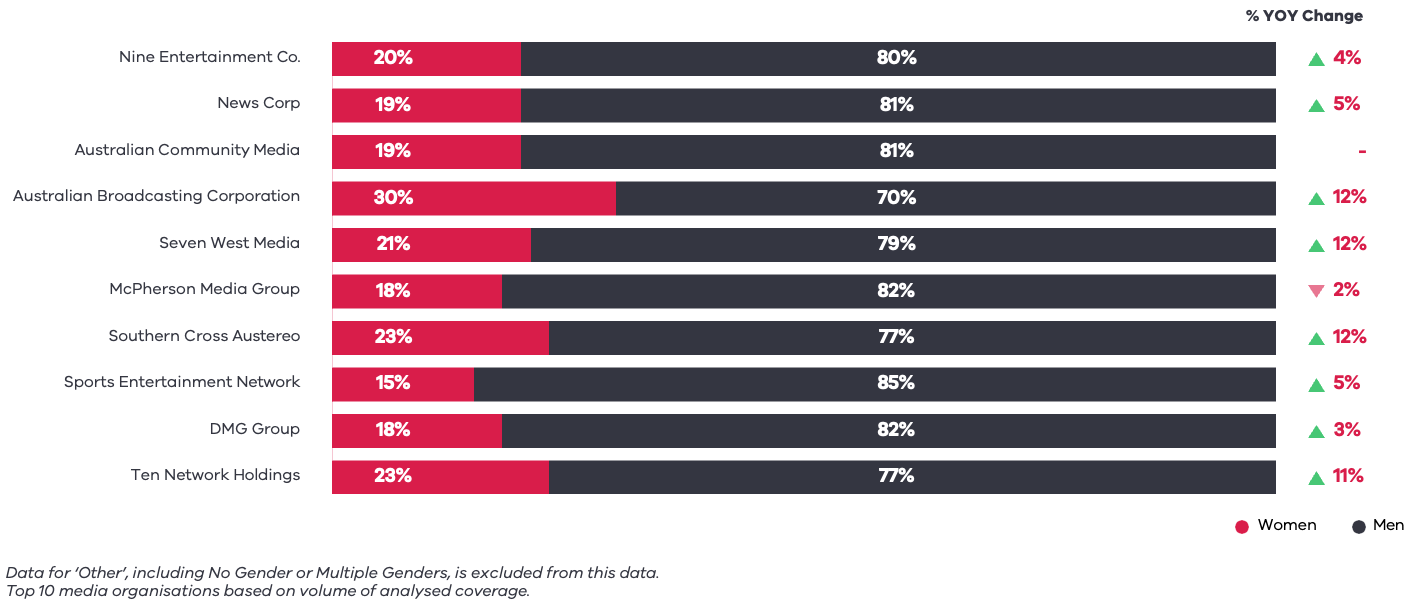 % YOY Change
Nine Entertainment Co. 20% 80% 4%
News Corp 19% 81% 5%
Australian Community Media 19% 81% -
Australian Broadcasting Corporation 30% 70% 12%
Seven West Media 21% 79% 12%
McPherson Media Group 18% 82% 2%
Southern Cross Austereo 23% 77% 12%
Sports Entertainment Network 15% 85% 5%
DMG Group 18% 82% 3%
Ten Network Holdings 23% 77% 11%
Women Men
Data for ‘Other’, including No Gender or Multiple Genders, is excluded from this data.
Top 10 media organisations based on volume of analysed coverage.